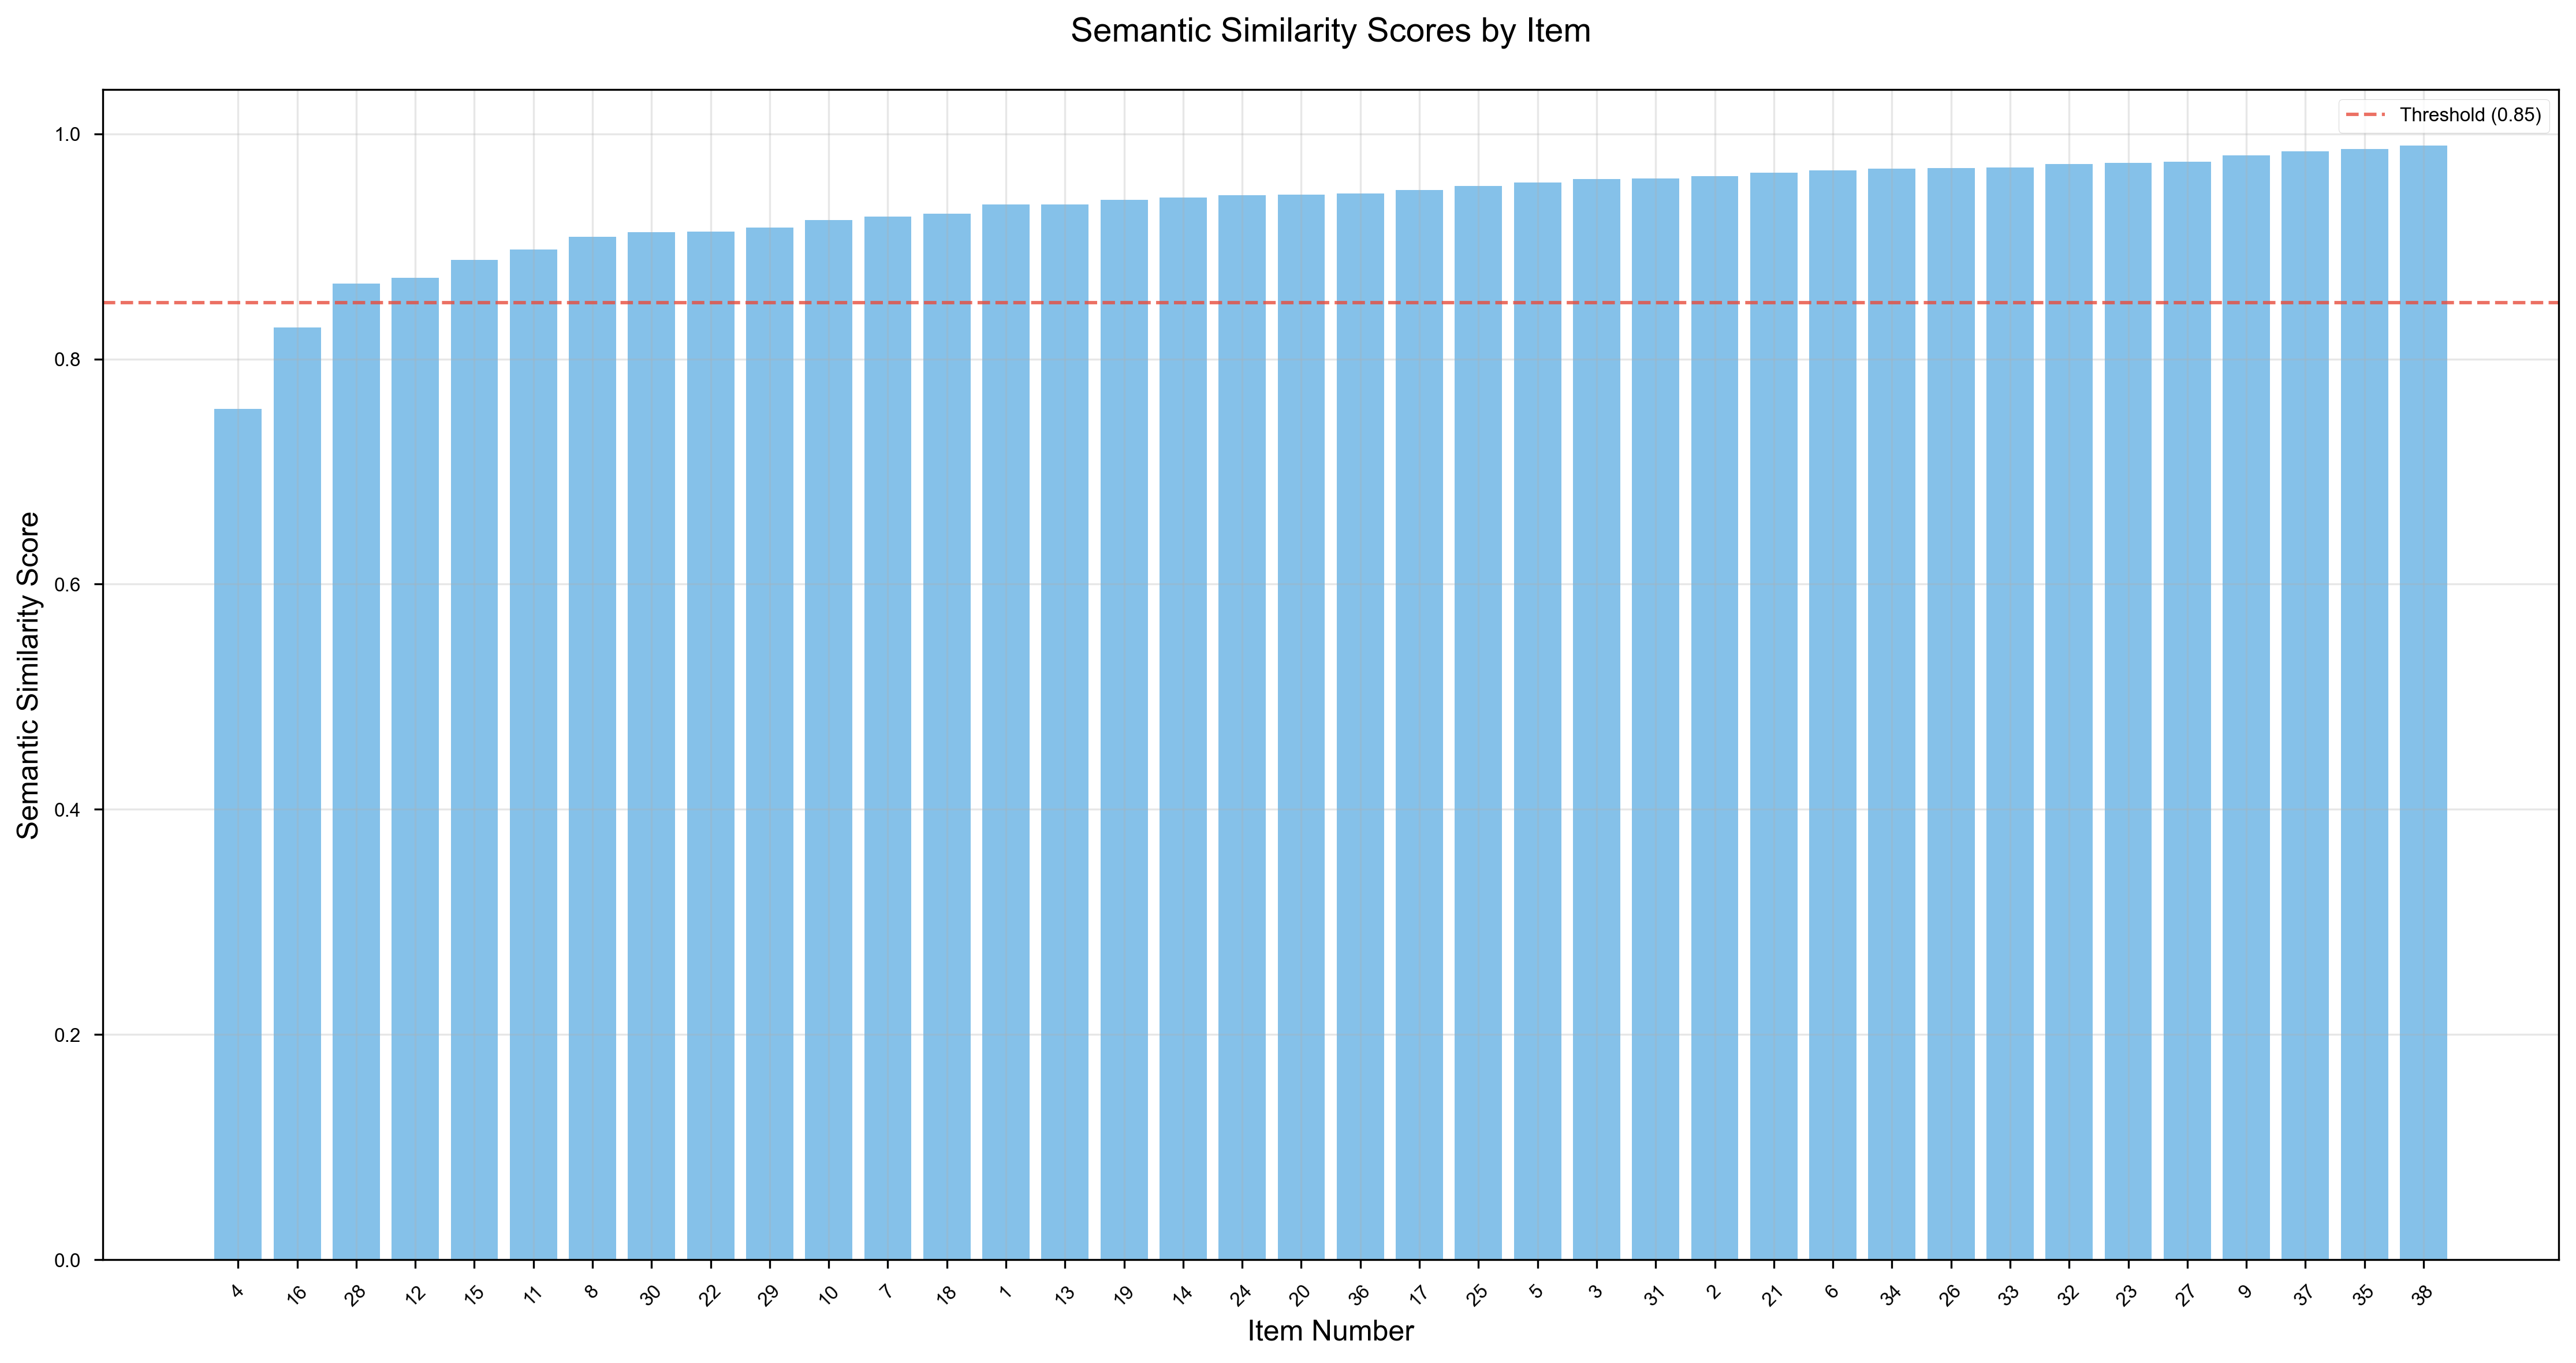 Semantic Similarity Scores by Item
Threshold (0.85)
1.0
0.8
0.6
0.4
0.2
0.0
Semantic Similarity Score
4 16 28 12 15 11 8 30 22 29 10 7 18 1 13 19 14 24 20 36 17 25 5 3 31 2 21 6 34 26 33 32 23 27 9 37 35 38
Item Number